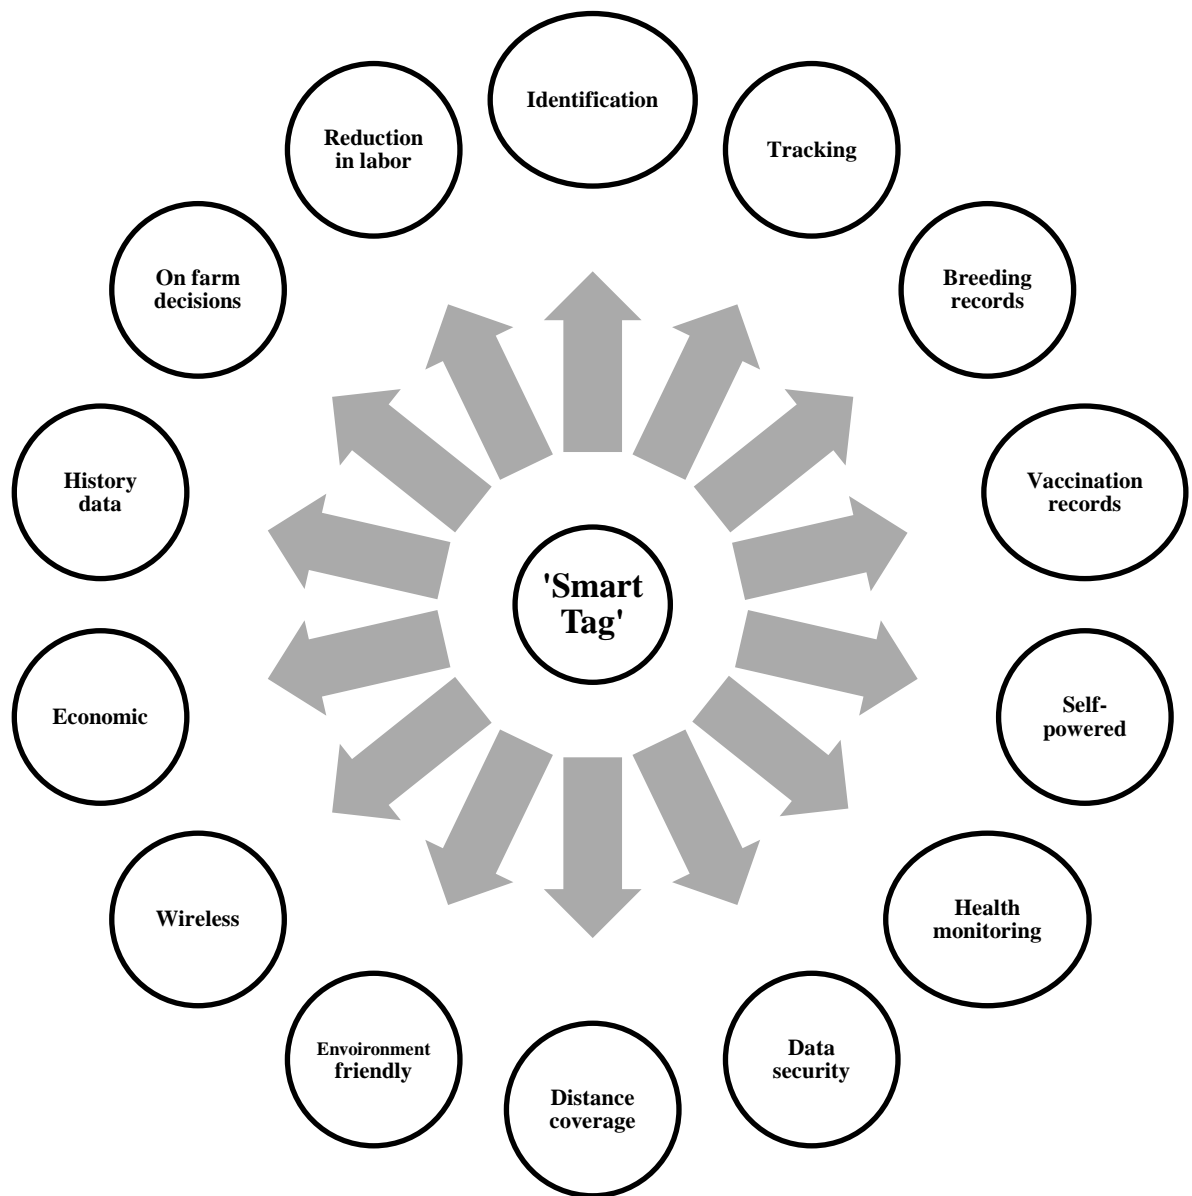 Identification
Tracking
Breeding
records
Vaccination
records
Self-
powered
Health
monitoring
Data
security
Distance
coverage
Envoironment
friendly
Wireless
Economic
History
data
On farm
decisions
Reduction
in labor
'Smart
Tag'